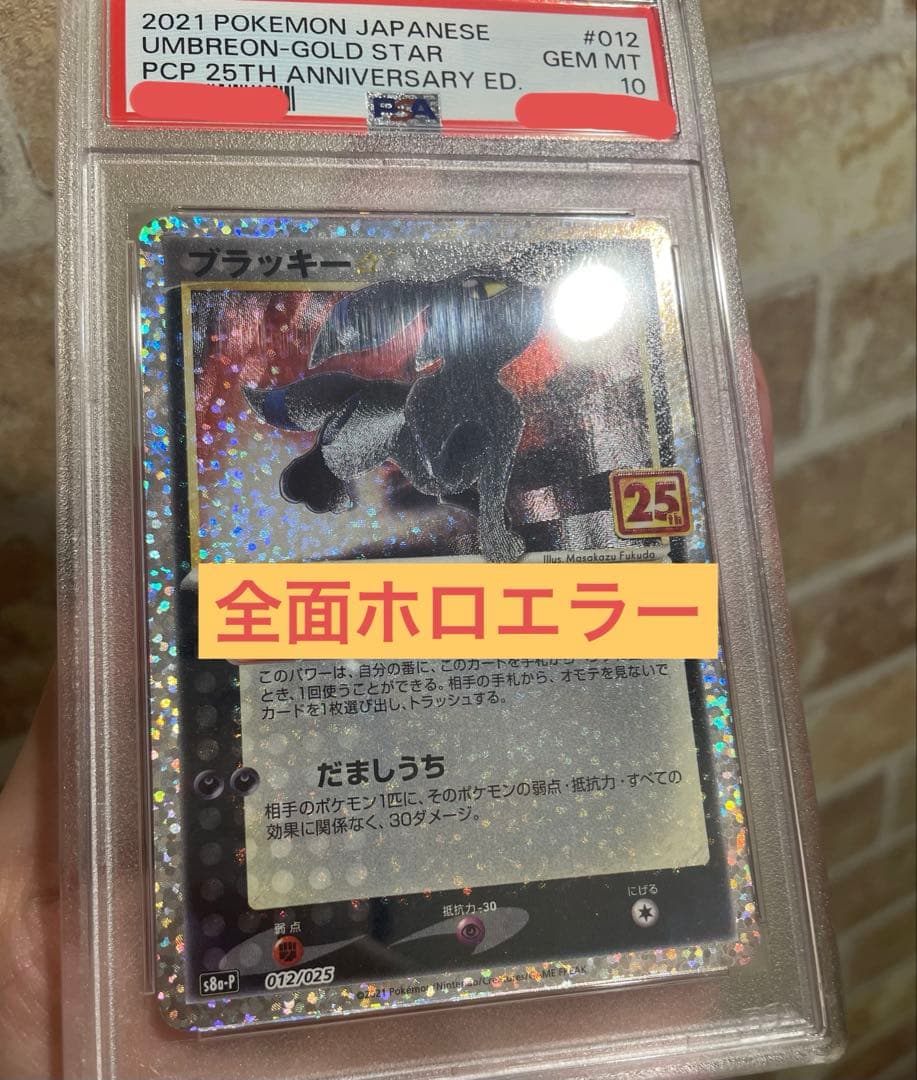 2021 POKEMON JAPANESE #012
UMBREON-GOLD STAR GEM MT
PCP 25TH ANNIVERSARY ED. 10
PSA
ブラッキー☆
25th
Illus. Masakazu Fukuda
全面ホロエラー
このパワーは、自分の番に、このカードを手札から
とき、1回使うことができる。相手の手札から、オモテを見ないで
カードを1枚選び出し、トラッシュする。
だましうち
相手のポケモン1匹に、そのポケモンの弱点・抵抗力・すべての
効果に関係なく、30ダメージ。
弱点 抵抗力 -30 にげる
s8a-P 012/025 ©2021 Pokémon/Nintendo/Creatures/GAME FREAK